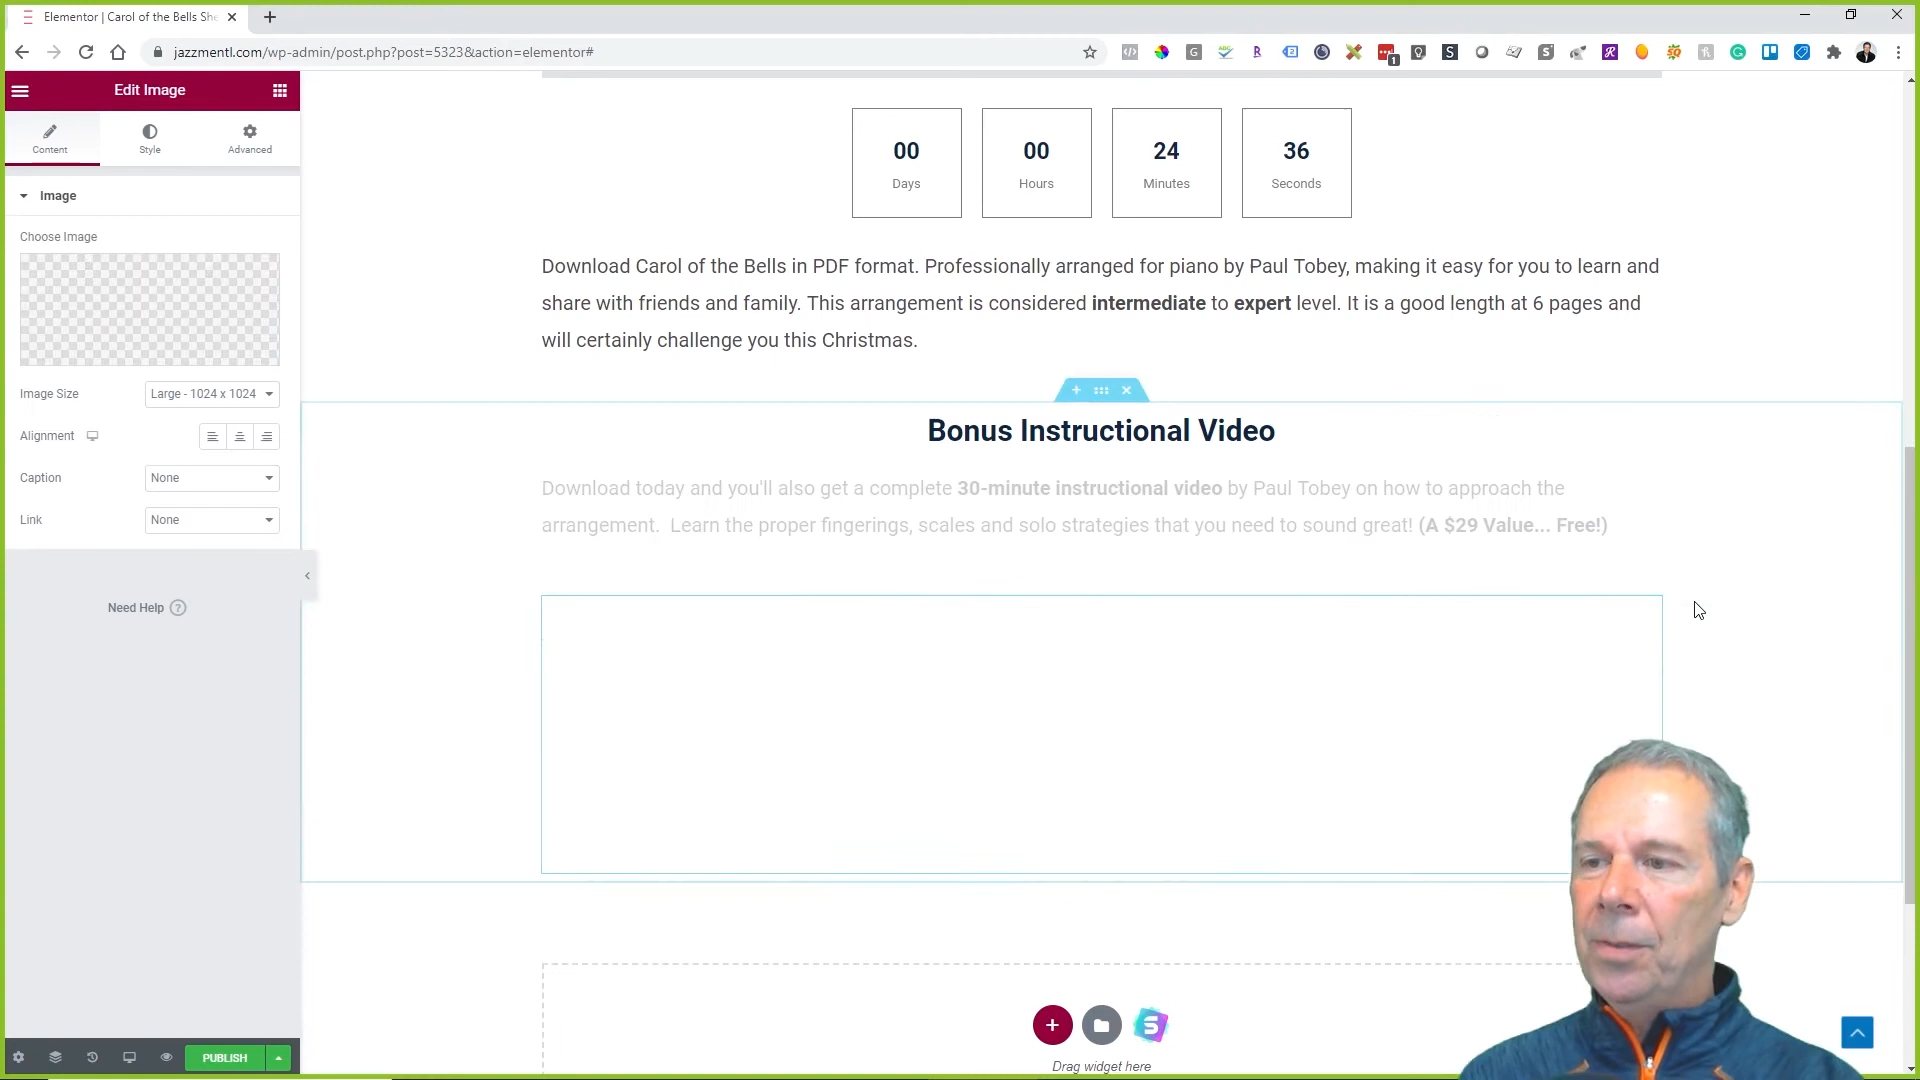 Elementor | Carol of the Bells She
jazzmentl.com/wp-admin/post.php?post=5323&action=elementor#
Edit Image
Content
Style
Advanced
Image
Choose Image
Image Size
Large - 1024 x 1024
Alignment
Caption
None
Link
None
Need Help ?
PUBLISH
00
Days
00
Hours
24
Minutes
36
Seconds
Download Carol of the Bells in PDF format. Professionally arranged for piano by Paul Tobey, making it easy for you to learn and
share with friends and family. This arrangement is considered intermediate to expert level. It is a good length at 6 pages and
will certainly challenge you this Christmas.
Bonus Instructional Video
Download today and you'll also get a complete 30-minute instructional video by Paul Tobey on how to approach the
arrangement. Learn the proper fingerings, scales and solo strategies that you need to sound great! (A $29 Value... Free!)
Drag widget here